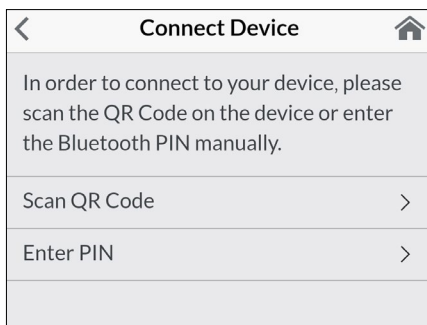 Connect Device
In order to connect to your device, please
scan the QR Code on the device or enter
the Bluetooth PIN manually.
Scan QR Code
Enter PIN